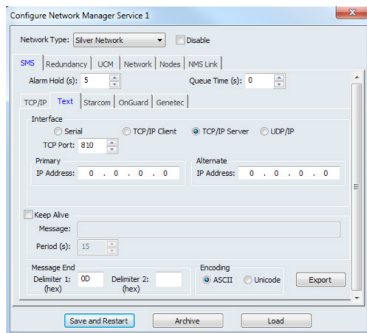 Configure Network Manager Service 1
Network Type: Silver Network Disable
SMS Redundancy UCM Network Nodes NMS Link
Alarm Hold (s): 5 Queue Time (s): 0
TCP/IP Text Starcom OnGuard Genetec
Interface
Serial TCP/IP Client TCP/IP Server UDP/IP
TCP Port: 810
Primary Alternate
IP Address: 0 . 0 . 0 . 0 IP Address: 0 . 0 . 0 . 0
Keep Alive
Message:
Period (s): 15
Message End Encoding
Delimiter 1: 0D Delimiter 2: ASCII Unicode Export
(hex) (hex)
Save and Restart Archive Load